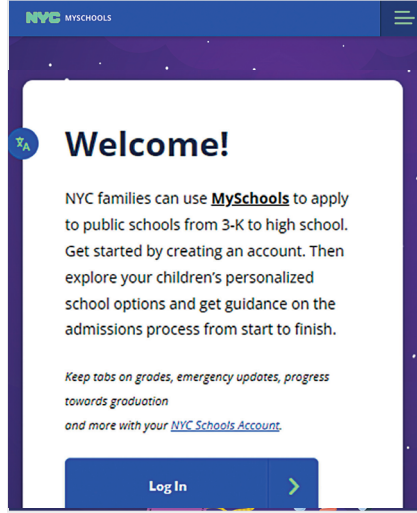 NYC MYSCHOOLS
Welcome!
NYC families can use MySchools to apply
to public schools from 3-K to high school.
Get started by creating an account. Then
explore your children's personalized
school options and get guidance on the
admissions process from start to finish.
Keep tabs on grades, emergency updates, progress
towards graduation
and more with your NYC Schools Account.
Log In